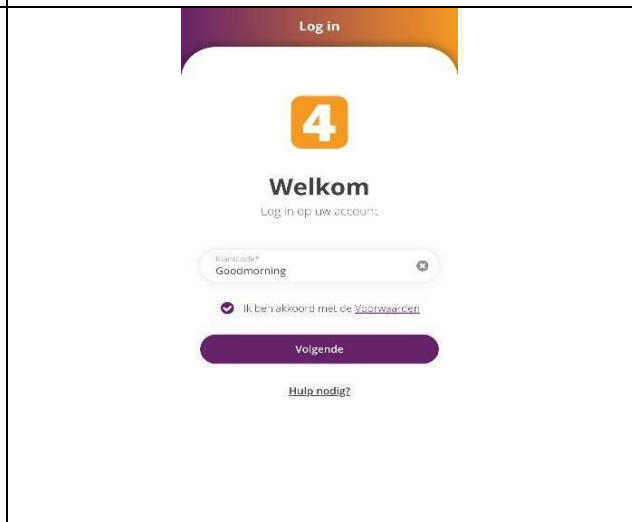 Log in
4
Welkom
Log in op uw account
Klantcode*
Goodmorning
Ik ben akkoord met de Voorwaarden
Volgende
Hulp nodig?